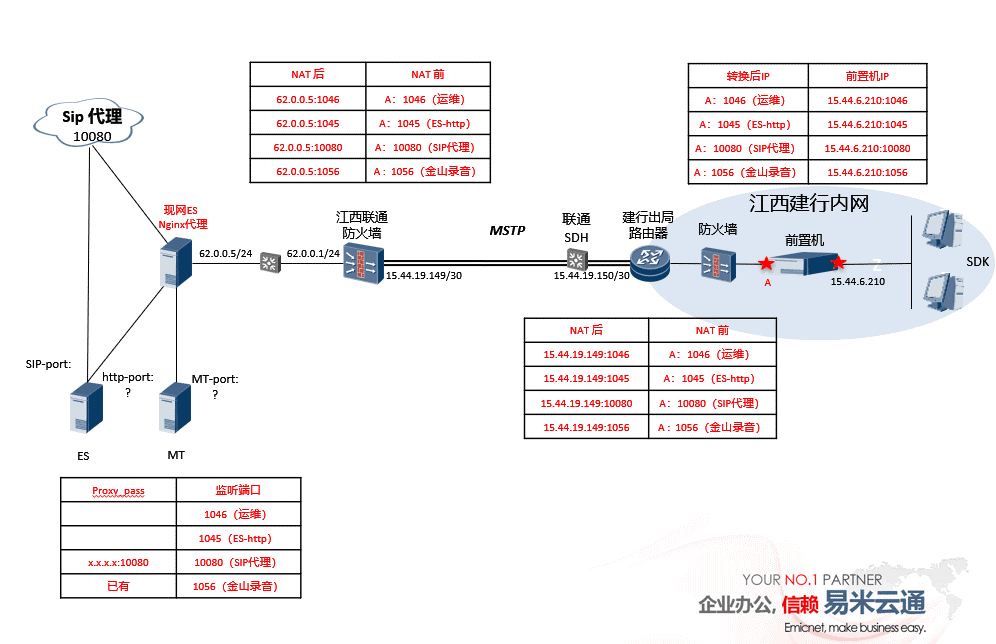 NAT 后 NAT 前
62.0.0.5:1046 A：1046（运维）
62.0.0.5:1045 A：1045（ES-http）
62.0.0.5:10080 A：10080（SIP代理）
62.0.0.5:1056 A：1056（金山录音）
转换后IP 前置机IP
A：1046（运维） 15.44.6.210:1046
A：1045（ES-http） 15.44.6.210:1045
A：10080（SIP代理） 15.44.6.210:10080
A：1056（金山录音） 15.44.6.210:1056
Sip 代理
10080
现网ES
Nginx代理
62.0.0.5/24
62.0.0.1/24
江西联通
防火墙
15.44.19.149/30
MSTP
联通
SDH
15.44.19.150/30
建行出局
路由器
江西建行内网
防火墙
A
前置机
15.44.6.210
Z
SDK
NAT 后 NAT 前
15.44.19.149:1046 A：1046（运维）
15.44.19.149:1045 A：1045（ES-http）
15.44.19.149:10080 A：10080（SIP代理）
15.44.19.149:1056 A：1056（金山录音）
SIP-port:
http-port:
?
MT-port:
?
ES
MT
Proxy_pass 监听端口
1046（运维）
1045（ES-http）
x.x.x.x:10080 10080（SIP代理）
已有 1056（金山录音）
YOUR NO.1 PARTNER
企业办公, 信赖 易米云通
Emicnet, make business easy.